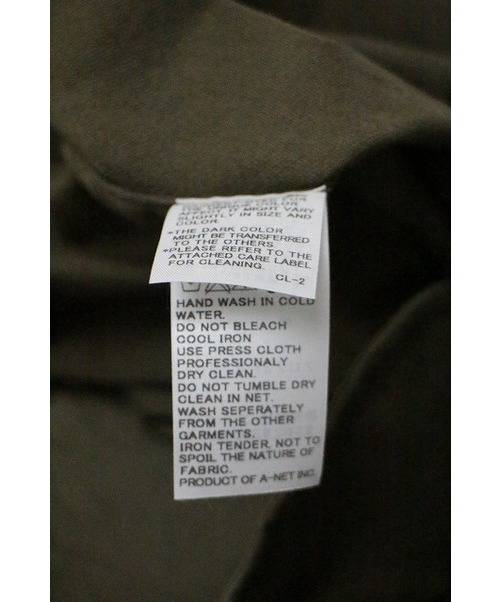 SLIGHTLY IN SIZE AND
COLOR.
*THE DARK COLOR
MIGHT BE TRANSFERRED
TO THE OTHERS
*PLEASE REFER TO THE
ATTACHED CARE LABEL
FOR CLEANING.
CL-2
HAND WASH IN COLD
WATER.
DO NOT BLEACH
COOL IRON
USE PRESS CLOTH
PROFESSIONALY
DRY CLEAN.
DO NOT TUMBLE DRY
CLEAN IN NET.
WASH SEPERATELY
FROM THE OTHER
GARMENTS.
IRON TENDER, NOT TO
SPOIL THE NATURE OF
FABRIC.
PRODUCT OF A-NET INC.